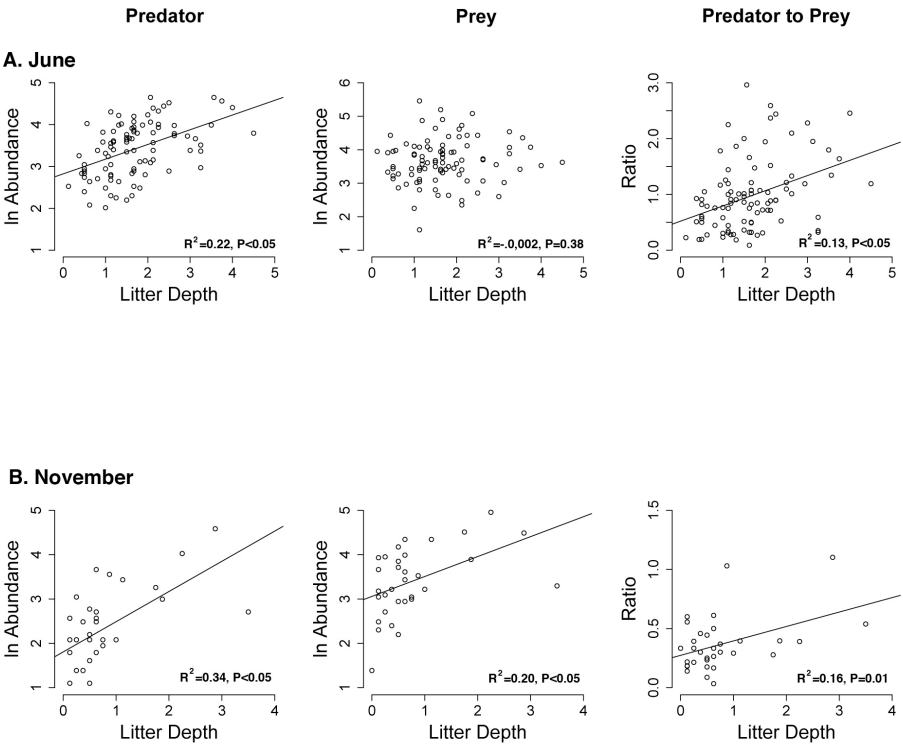 Predator Prey Predator to Prey
A. June
ln Abundance
1 2 3 4 5
R²=0.22, P<0.05
0 1 2 3 4 5
Litter Depth
ln Abundance
1 2 3 4 5 6
R²=-.0,002, P=0.38
0 1 2 3 4 5
Litter Depth
Ratio
0.0 1.0 2.0 3.0
R²=0.13, P<0.05
0 1 2 3 4 5
Litter Depth
B. November
ln Abundance
1 2 3 4 5
R²=0.34, P<0.05
0 1 2 3 4
Litter Depth
ln Abundance
1 2 3 4 5
R²=0.20, P<0.05
0 1 2 3 4
Litter Depth
Ratio
0.0 0.5 1.0 1.5
R²=0.16, P=0.01
0 1 2 3 4
Litter Depth